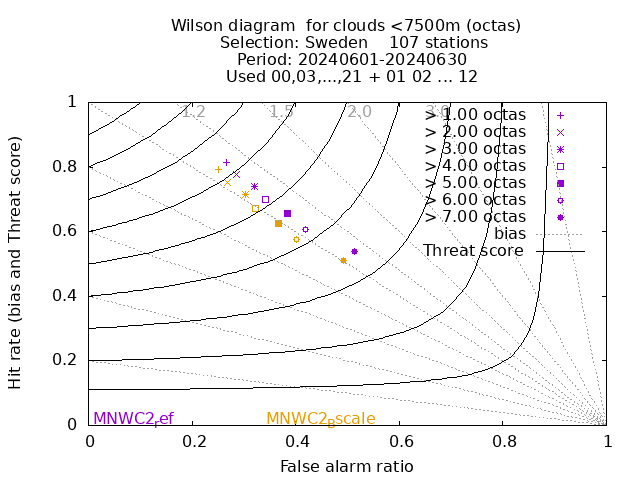 Wilson diagram  for clouds <7500m (octas)
Selection: Sweden    107 stations
Period: 20240601-20240630
Used 00,03,...,21 + 01 02 ... 12
Hit rate (bias and Threat score)
1
0.8
0.6
0.4
0.2
0
1.2 1.5 2.0 3.0
> 1.00 octas
> 2.00 octas
> 3.00 octas
> 4.00 octas
> 5.00 octas
> 6.00 octas
> 7.00 octas
bias
Threat score
MNWC2ref MNWC2Bscale
0 0.2 0.4 0.6 0.8 1
False alarm ratio